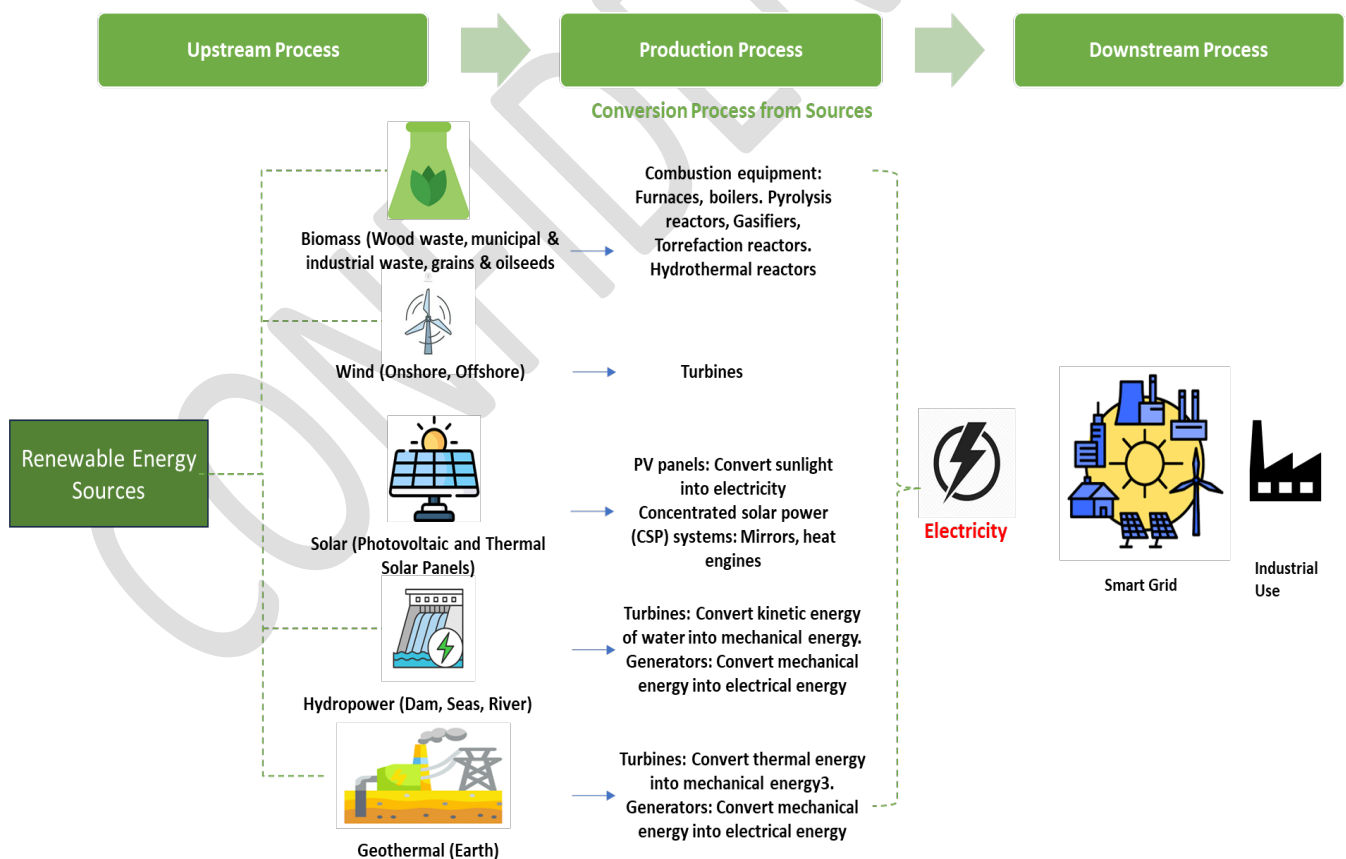 Upstream Process
Production Process
Downstream Process
Conversion Process from Sources
Renewable Energy
Sources
Biomass (Wood waste, municipal &
industrial waste, grains & oilseeds
Combustion equipment:
Furnaces, boilers. Pyrolysis
reactors, Gasifiers,
Torrefaction reactors.
Hydrothermal reactors
Wind (Onshore, Offshore)
Turbines
Solar (Photovoltaic and Thermal
Solar Panels)
PV panels: Convert sunlight
into electricity
Concentrated solar power
(CSP) systems: Mirrors, heat
engines
Hydropower (Dam, Seas, River)
Turbines: Convert kinetic energy
of water into mechanical energy.
Generators: Convert mechanical
energy into electrical energy
Geothermal (Earth)
Turbines: Convert thermal energy
into mechanical energy3.
Generators: Convert mechanical
energy into electrical energy
Electricity
Smart Grid
Industrial
Use
CONFIDEN